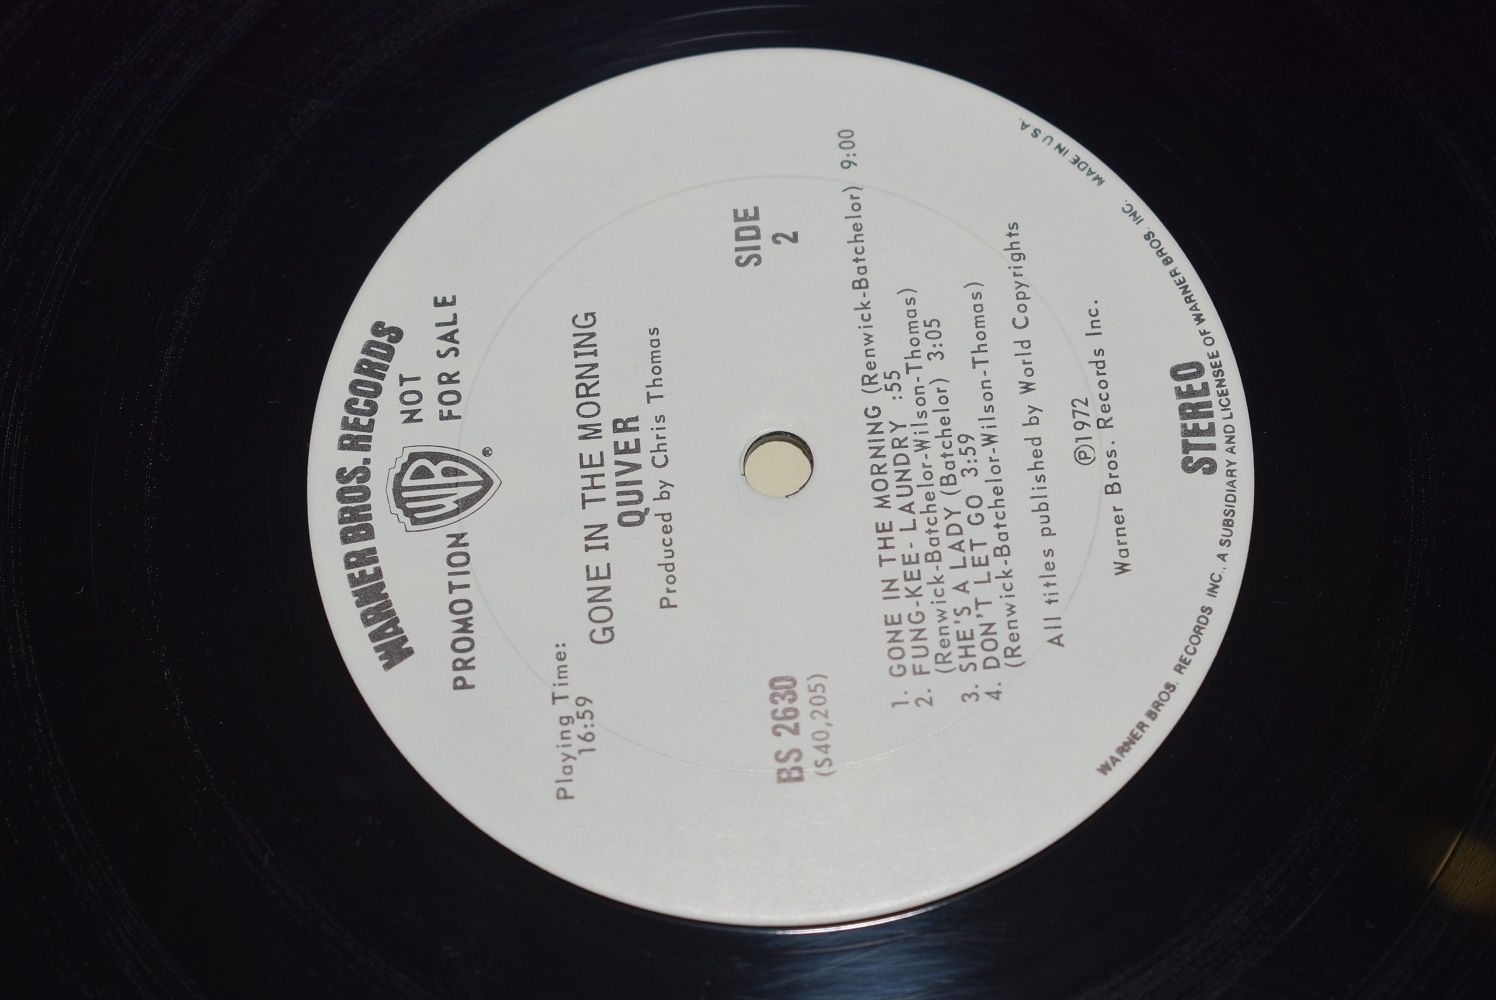 WARNER BROS. RECORDS
PROMOTION
NOT
FOR SALE
WB
®
Playing Time:
16:59
GONE IN THE MORNING
QUIVER
Produced by Chris Thomas
BS 2630
(S40,205)
SIDE
2
1. GONE IN THE MORNING (Renwick-Batchelor) 9:00
2. FUNG-KEE-LAUNDRY :55
(Renwick-Batchelor-Wilson-Thomas)
3. SHE'S A LADY (Batchelor) 3:05
4. DON'T LET GO 3:59
(Renwick-Batchelor-Wilson-Thomas)
All titles published by World Copyrights
Ⓟ1972
Warner Bros. Records Inc.
STEREO
WARNER BROS. RECORDS INC., A SUBSIDIARY AND LICENSEE OF WARNER BROS. INC. MADE IN U S A.